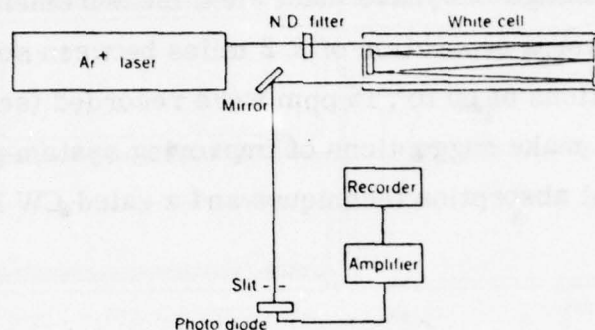 N.D. filter
White cell
Ar+ laser
Mirror
Recorder
Amplifier
Slit
Photo diode